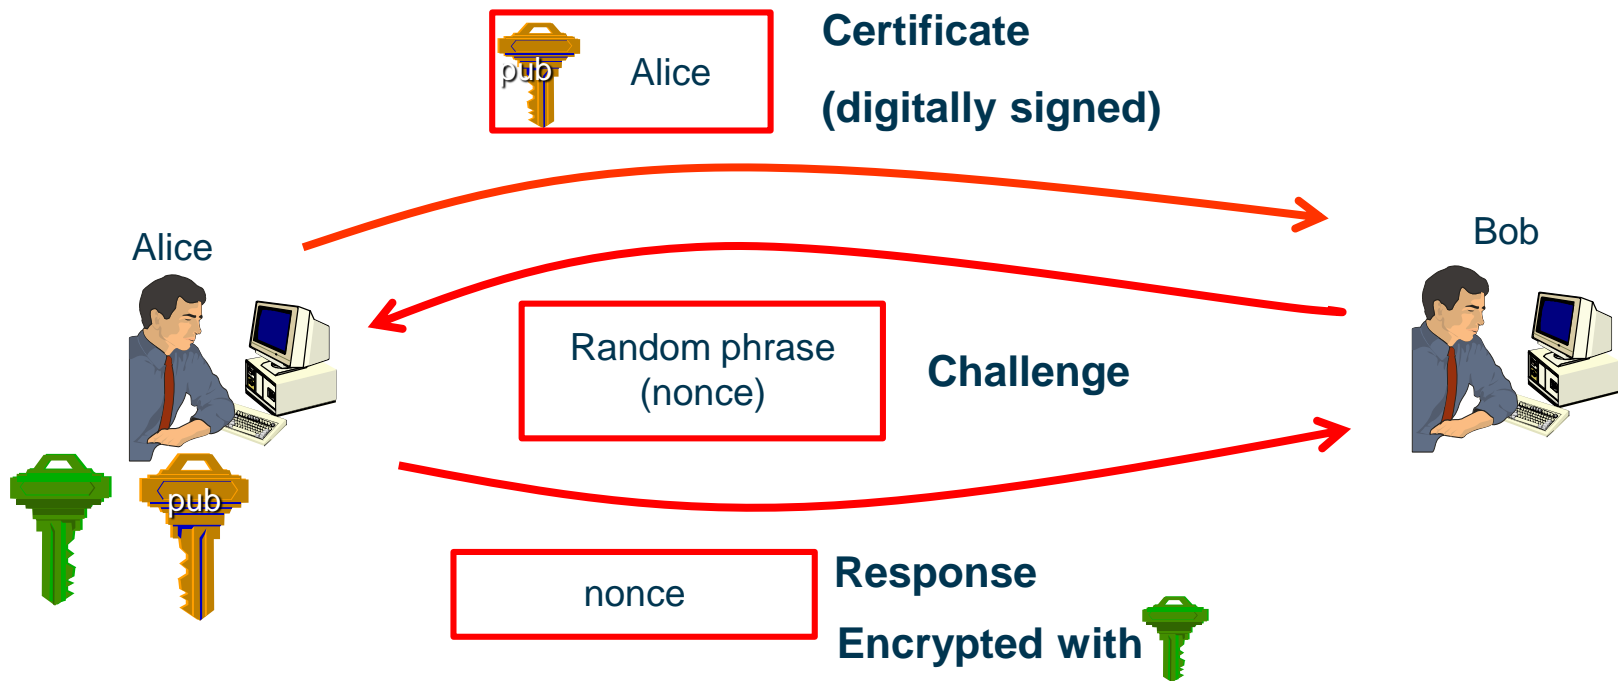 Certificate
(digitally signed)
pub
Alice
Alice
Bob
Random phrase
(nonce)
Challenge
pub
nonce
Response
Encrypted with